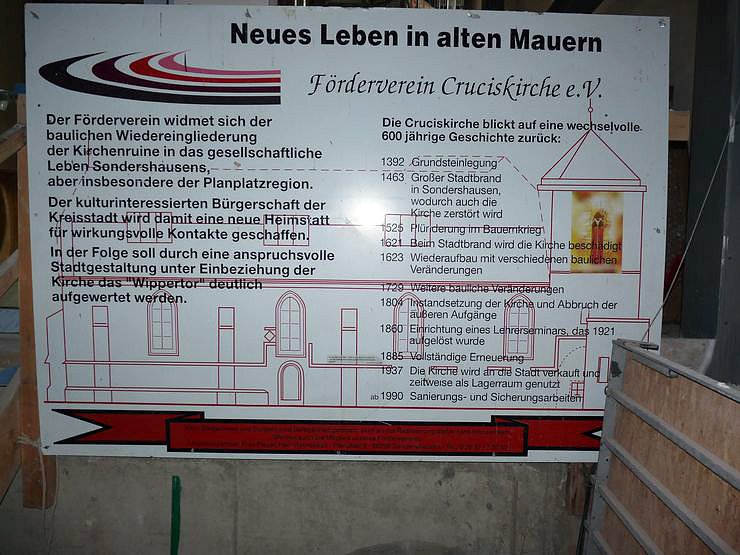 Neues Leben in alten Mauern
Förderverein Cruciskirche e.V.
Der Förderverein widmet sich der
baulichen Wiedereingliederung
der Kirchenruine in das gesellschaftliche
Leben Sondershausens,
aber insbesondere der Planplatzregion.
Der kulturinteressierten Bürgerschaft der
Kreisstadt wird damit eine neue Heimstatt
für wirkungsvolle Kontakte geschaffen.
In der Folge soll durch eine anspruchsvolle
Stadtgestaltung unter Einbeziehung der
Kirche das "Wippertor" deutlich
aufgewertet werden.
Die Cruciskirche blickt auf eine wechselvolle
600 jährige Geschichte zurück:
1392 Grundsteinlegung
1463 Großer Stadtbrand
in Sondershausen,
wodurch auch die
Kirche zerstört wird
1525 Plünderung im Bauernkrieg
1621 Beim Stadtbrand wird die Kirche beschädigt
1623 Wiederaufbau mit verschiedenen baulichen
Veränderungen
1729 Weitere bauliche Veränderungen
1804 Instandsetzung der Kirche und Abbruch der
äußeren Aufgänge
1860 Einrichtung eines Lehrerseminars, das 1921
aufgelöst wurde
1885 Vollständige Erneuerung
1937 Die Kirche wird an die Stadt verkauft und
zeitweise als Lagerraum genutzt
ab 1990 Sanierungs- und Sicherungsarbeiten